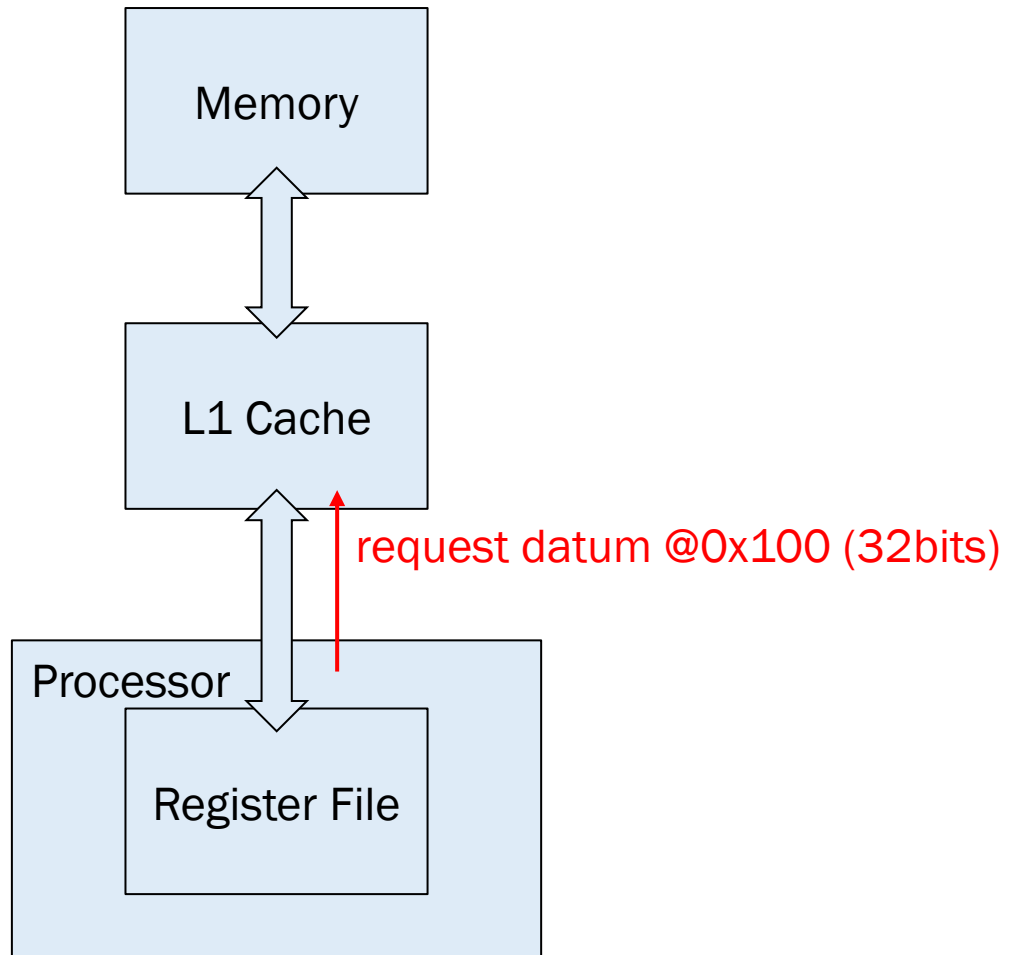 Memory
L1 Cache
request datum @0x100 (32bits)
Processor
Register File